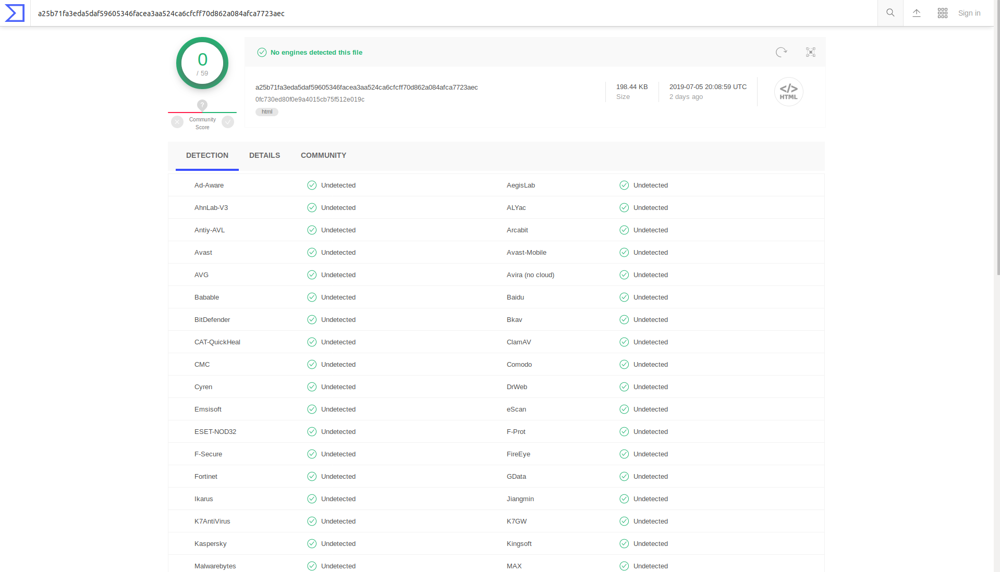 a25b71fa3eda5daf59605346facea3aa524ca6cfcff70d862a084afca7723aec
Sign in
0
/ 59
?
Community
Score
No engines detected this file
a25b71fa3eda5daf59605346facea3aa524ca6cfcff70d862a084afca7723aec
0fc730ed80f0e9a4015cb75f512e019c
html
198.44 KB
Size
2019-07-05 20:08:59 UTC
2 days ago
</>
HTML
DETECTION DETAILS COMMUNITY
Ad-Aware Undetected AegisLab Undetected
AhnLab-V3 Undetected ALYac Undetected
Antiy-AVL Undetected Arcabit Undetected
Avast Undetected Avast-Mobile Undetected
AVG Undetected Avira (no cloud) Undetected
Babable Undetected Baidu Undetected
BitDefender Undetected Bkav Undetected
CAT-QuickHeal Undetected ClamAV Undetected
CMC Undetected Comodo Undetected
Cyren Undetected DrWeb Undetected
Emsisoft Undetected eScan Undetected
ESET-NOD32 Undetected F-Prot Undetected
F-Secure Undetected FireEye Undetected
Fortinet Undetected GData Undetected
Ikarus Undetected Jiangmin Undetected
K7AntiVirus Undetected K7GW Undetected
Kaspersky Undetected Kingsoft Undetected
Malwarebytes Undetected MAX Undetected